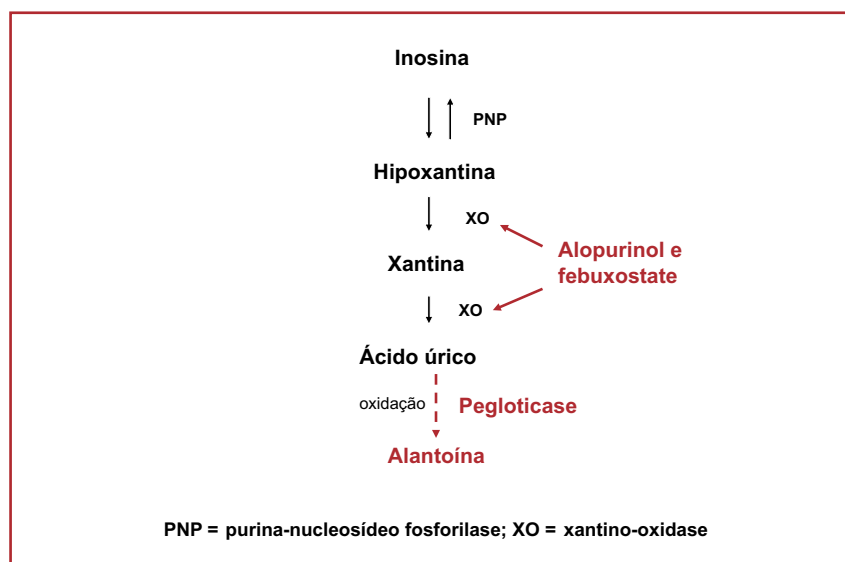 Inosina
PNP
Hipoxantina
XO
Alopurinol e
febuxostate
Xantina
XO
Ácido úrico
oxidação
Pegloticase
Alantoína
PNP = purina-nucleosídeo fosforilase; XO = xantino-oxidase